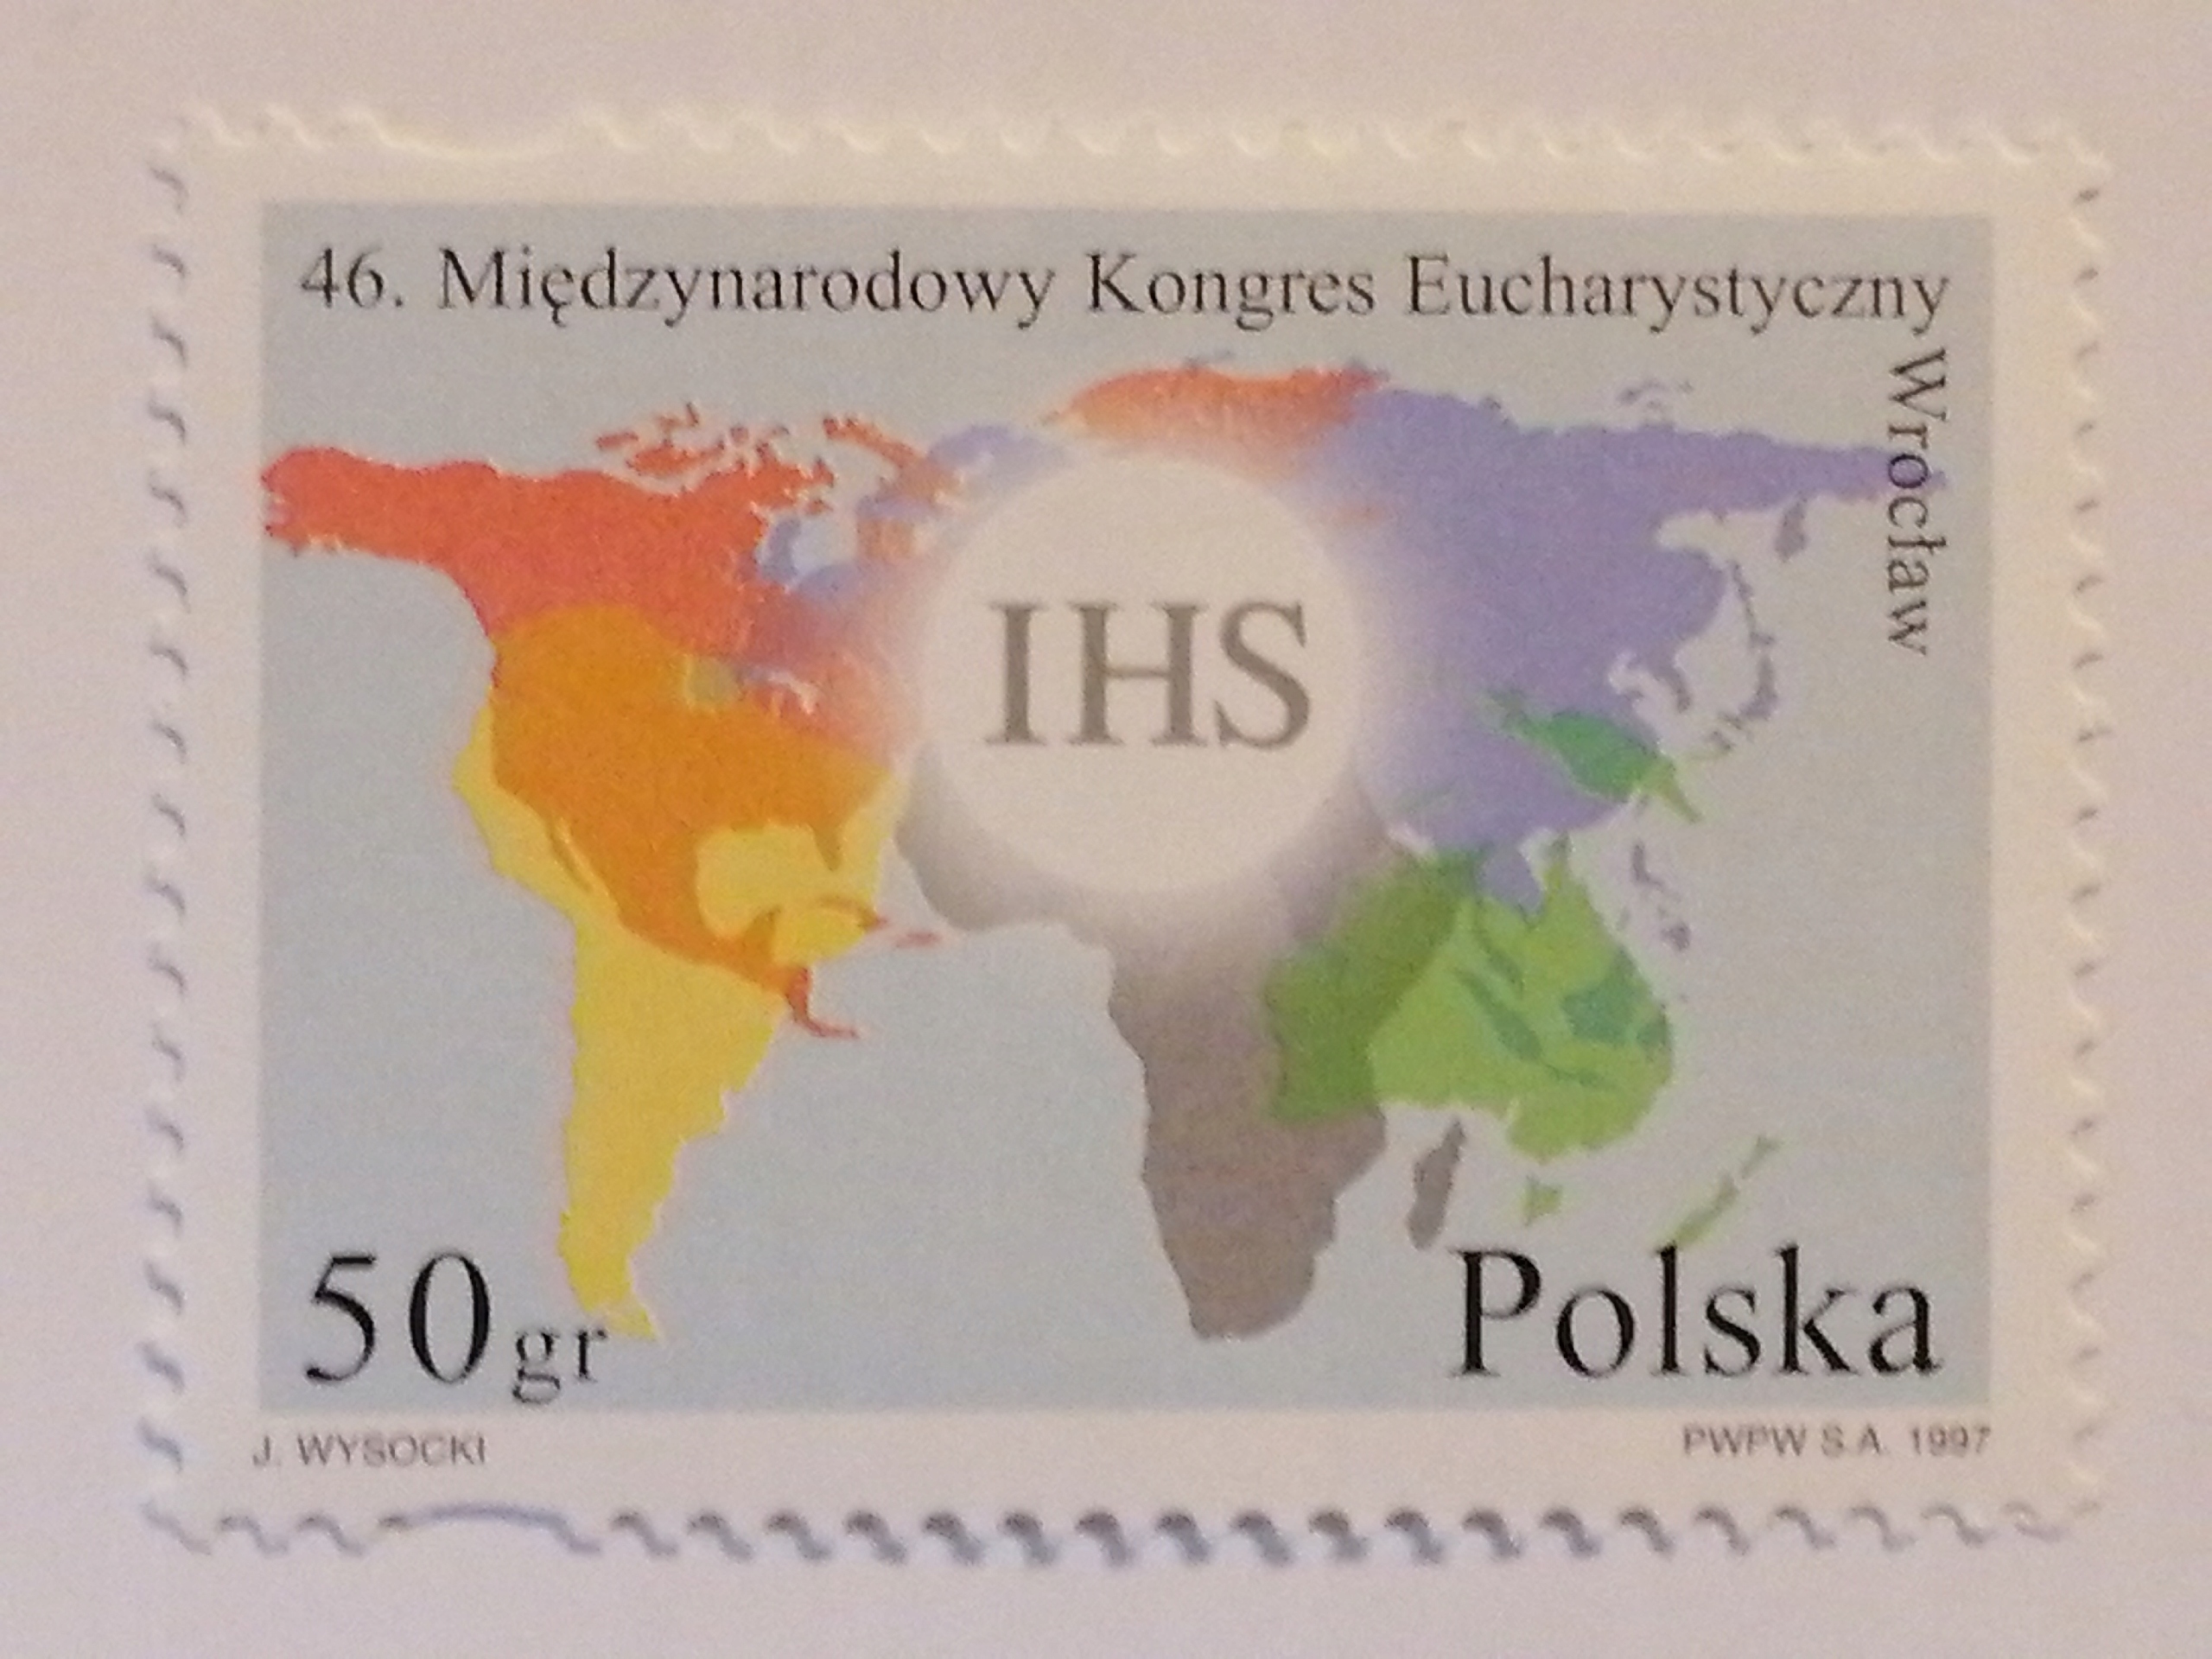 46. Międzynarodowy Kongres Eucharystyczny
Wrocław
IHS
50gr
Polska
J. WYSOCKI
PWPW S.A. 1997